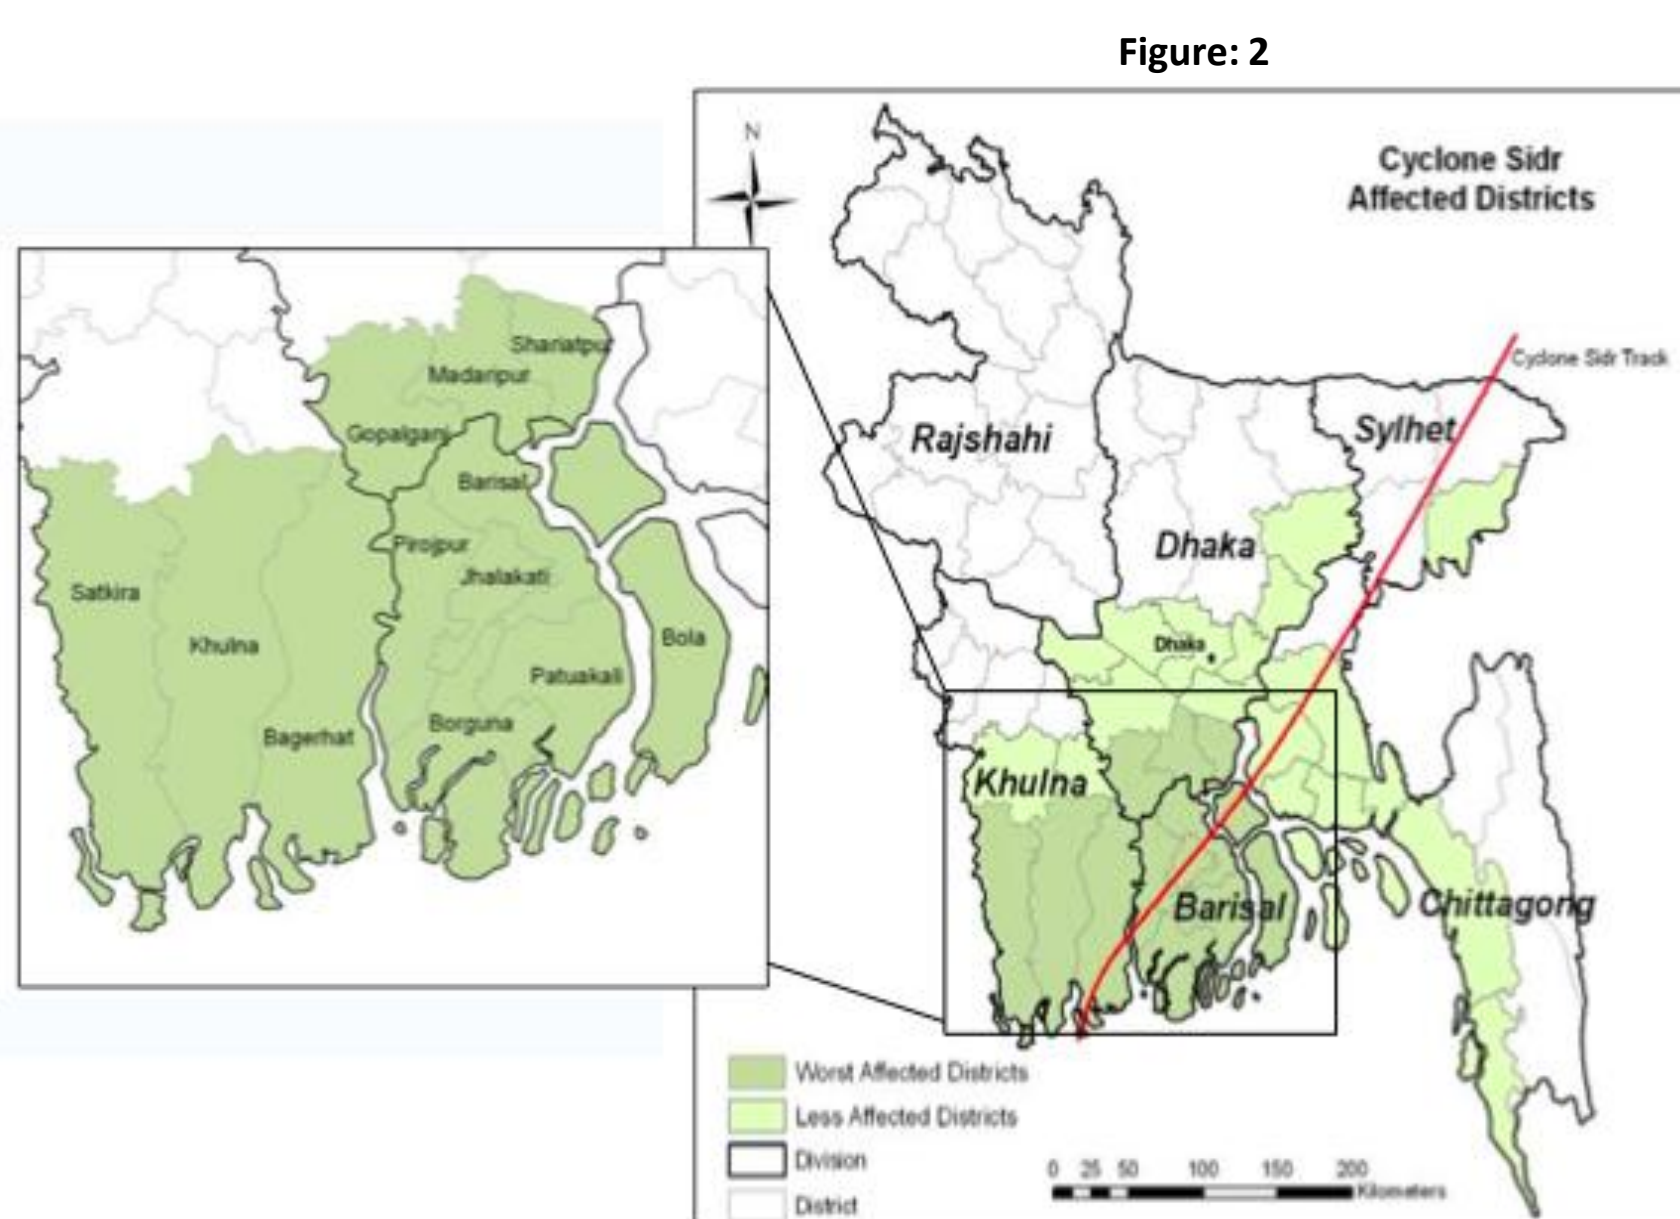 Figure: 2
N
Cyclone Sidr
Affected Districts
Cyclone Sidr Track
Shariatpur
Madaripur
Gopalganj
Barisal
Pirojpur
Jhalakati
Satkira
Khulna
Bola
Patuakali
Borguna
Bagerhat
Rajshahi
Sylhet
Dhaka
Dhaka
Khulna
Barisal
Chittagong
Worst Affected Districts
Less Affected Districts
Division
District
0 25 50 100 150 200
Kilometers